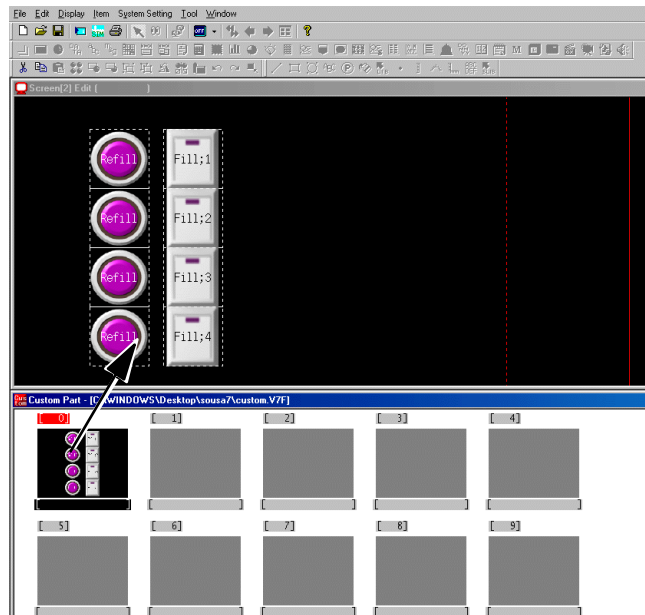 File Edit Display Item System Setting Tool Window
Screen[2] Edit ( )
Refill Fill;1
Refill Fill;2
Refill Fill;3
Refill Fill;4
Custom Part - [C:\WINDOWS\Desktop\sousa7\custom.V7F]
[ 0] [ 1] [ 2] [ 3] [ 4]
[ 5] [ 6] [ 7] [ 8] [ 9]